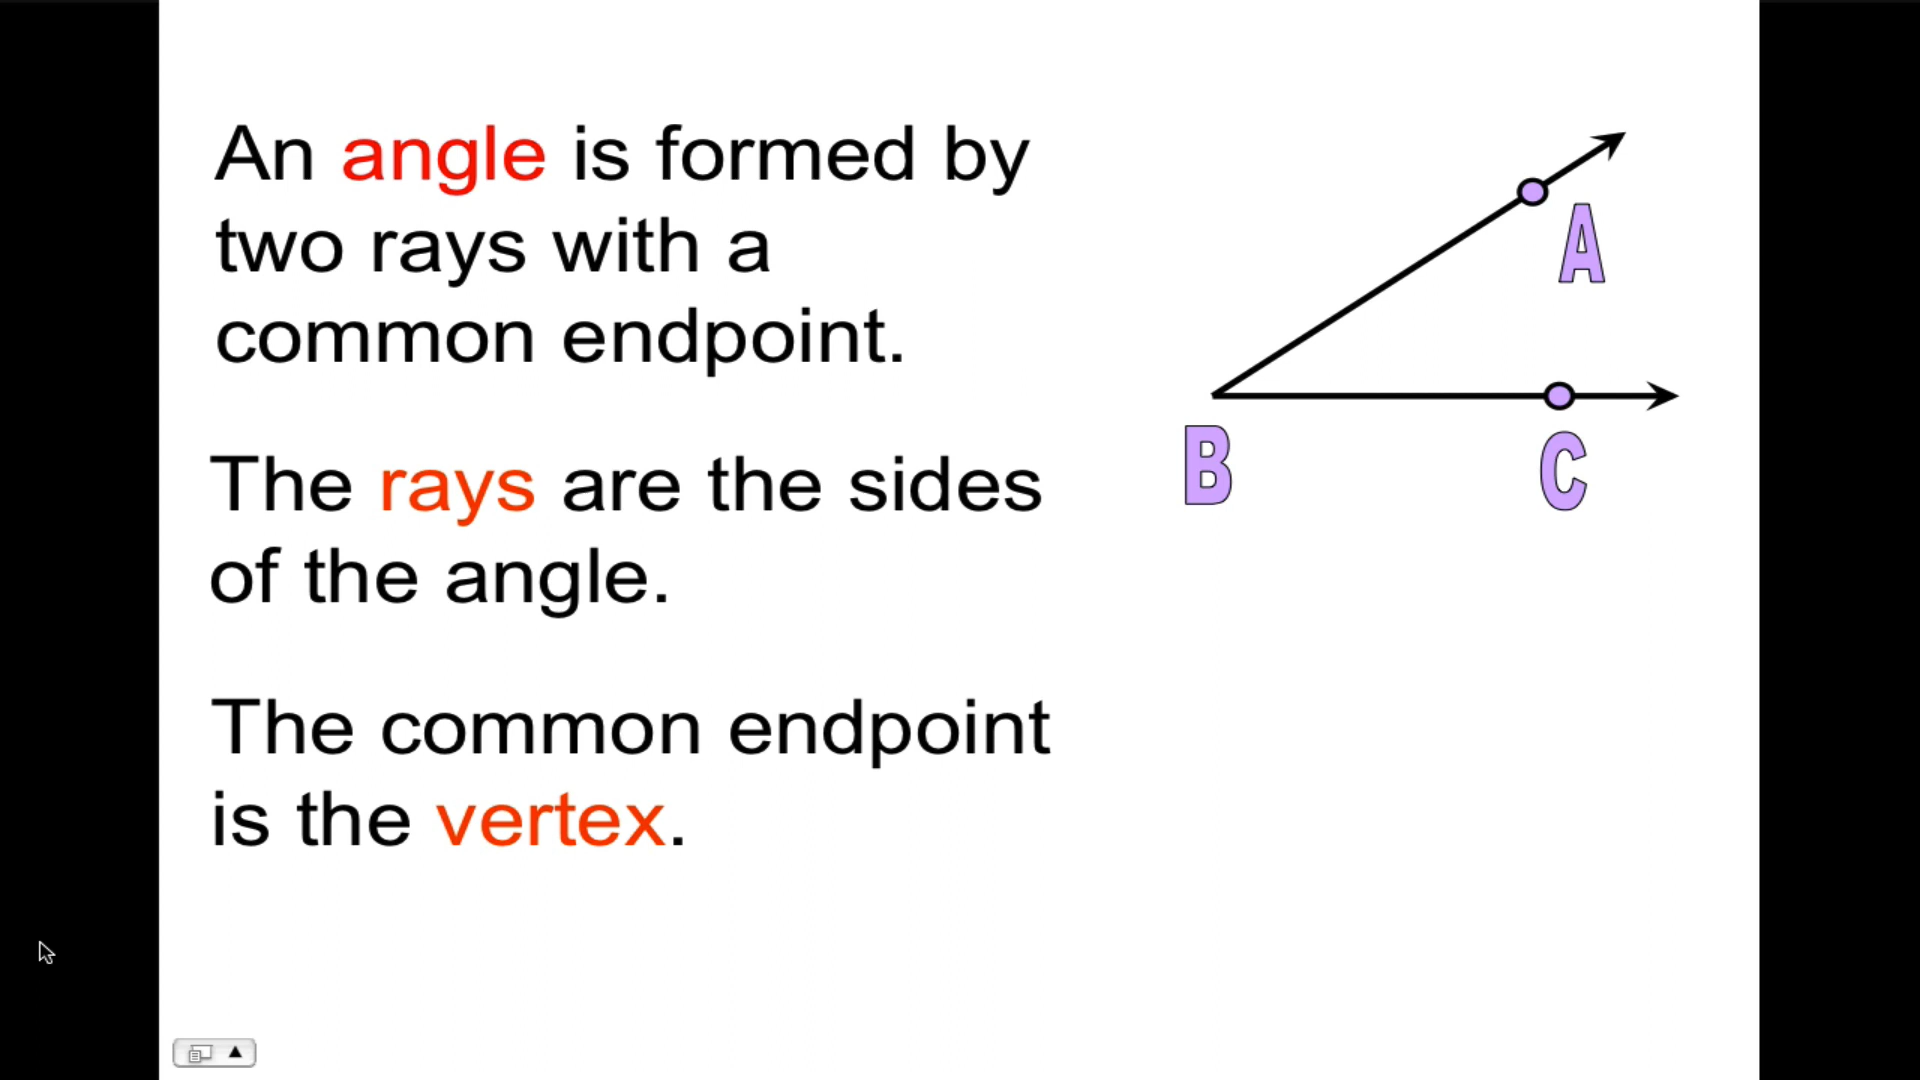 An angle is formed by
two rays with a
common endpoint.
The rays are the sides
of the angle.
The common endpoint
is the vertex.
A
B
C